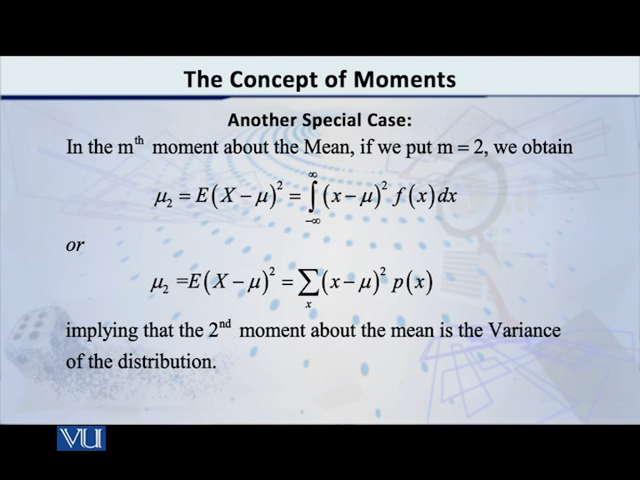 The Concept of Moments
Another Special Case:
In the mᵗʰ moment about the Mean, if we put m = 2, we obtain
μ₂ = E(X − μ)² = ∫_{−∞}^{∞} (x − μ)² f(x)dx
or
μ₂ =E(X − μ)² = ∑_x (x − μ)² p(x)
implying that the 2ⁿᵈ moment about the mean is the Variance
of the distribution.
VU